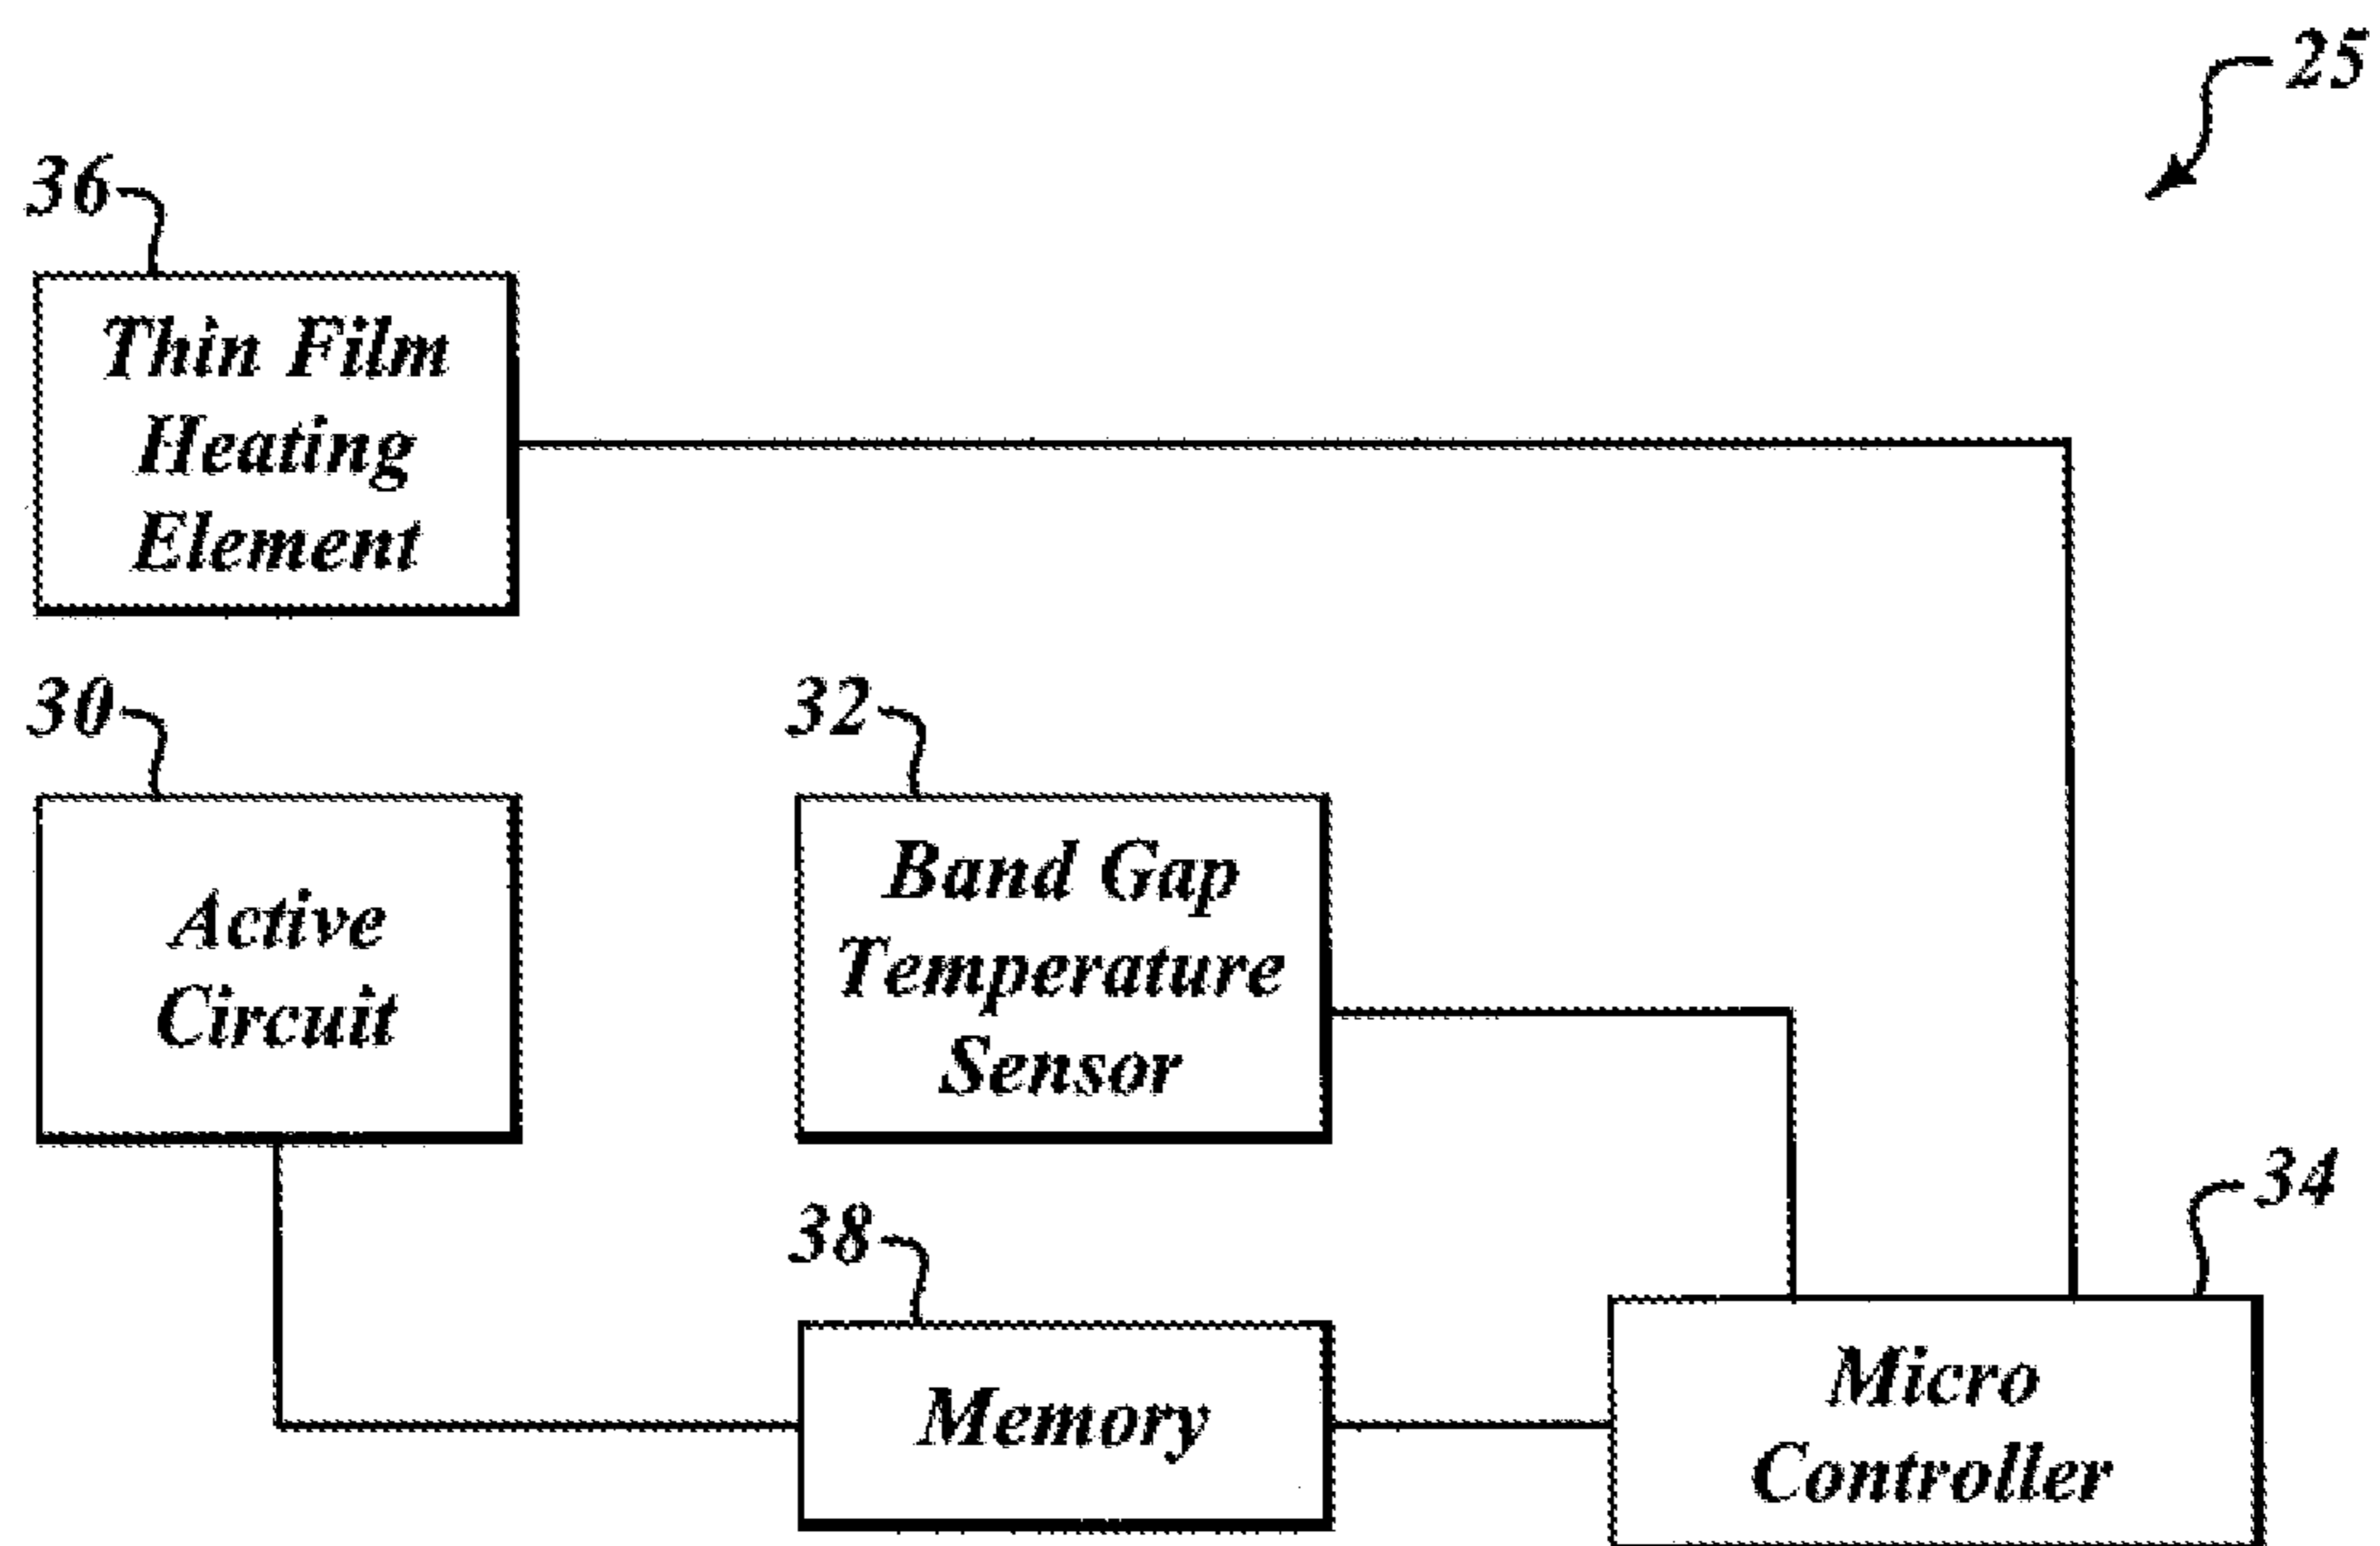 25
36
Thin Film
Heating
Element
30
Active
Circuit
32
Band Gap
Temperature
Sensor
38
Memory
34
Micro
Controller